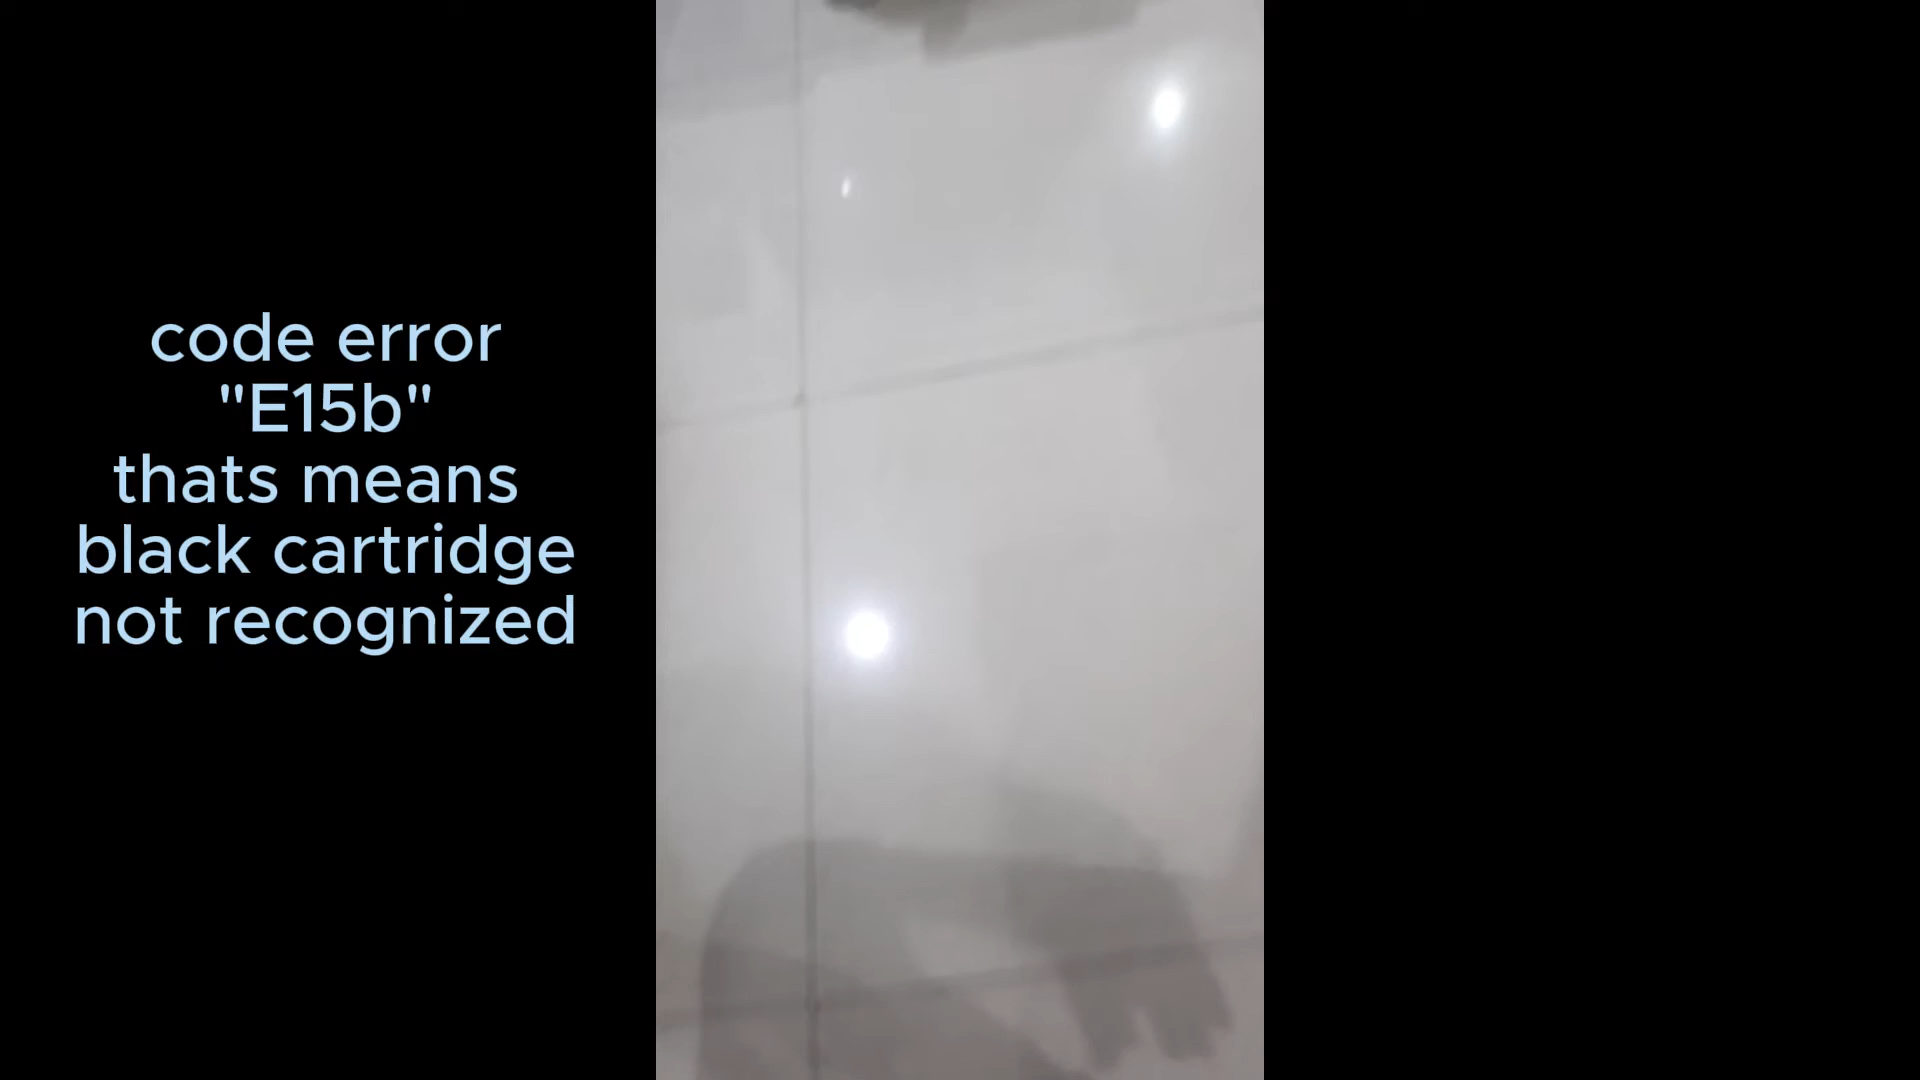 code error
"E15b"
thats means
black cartridge
not recognized